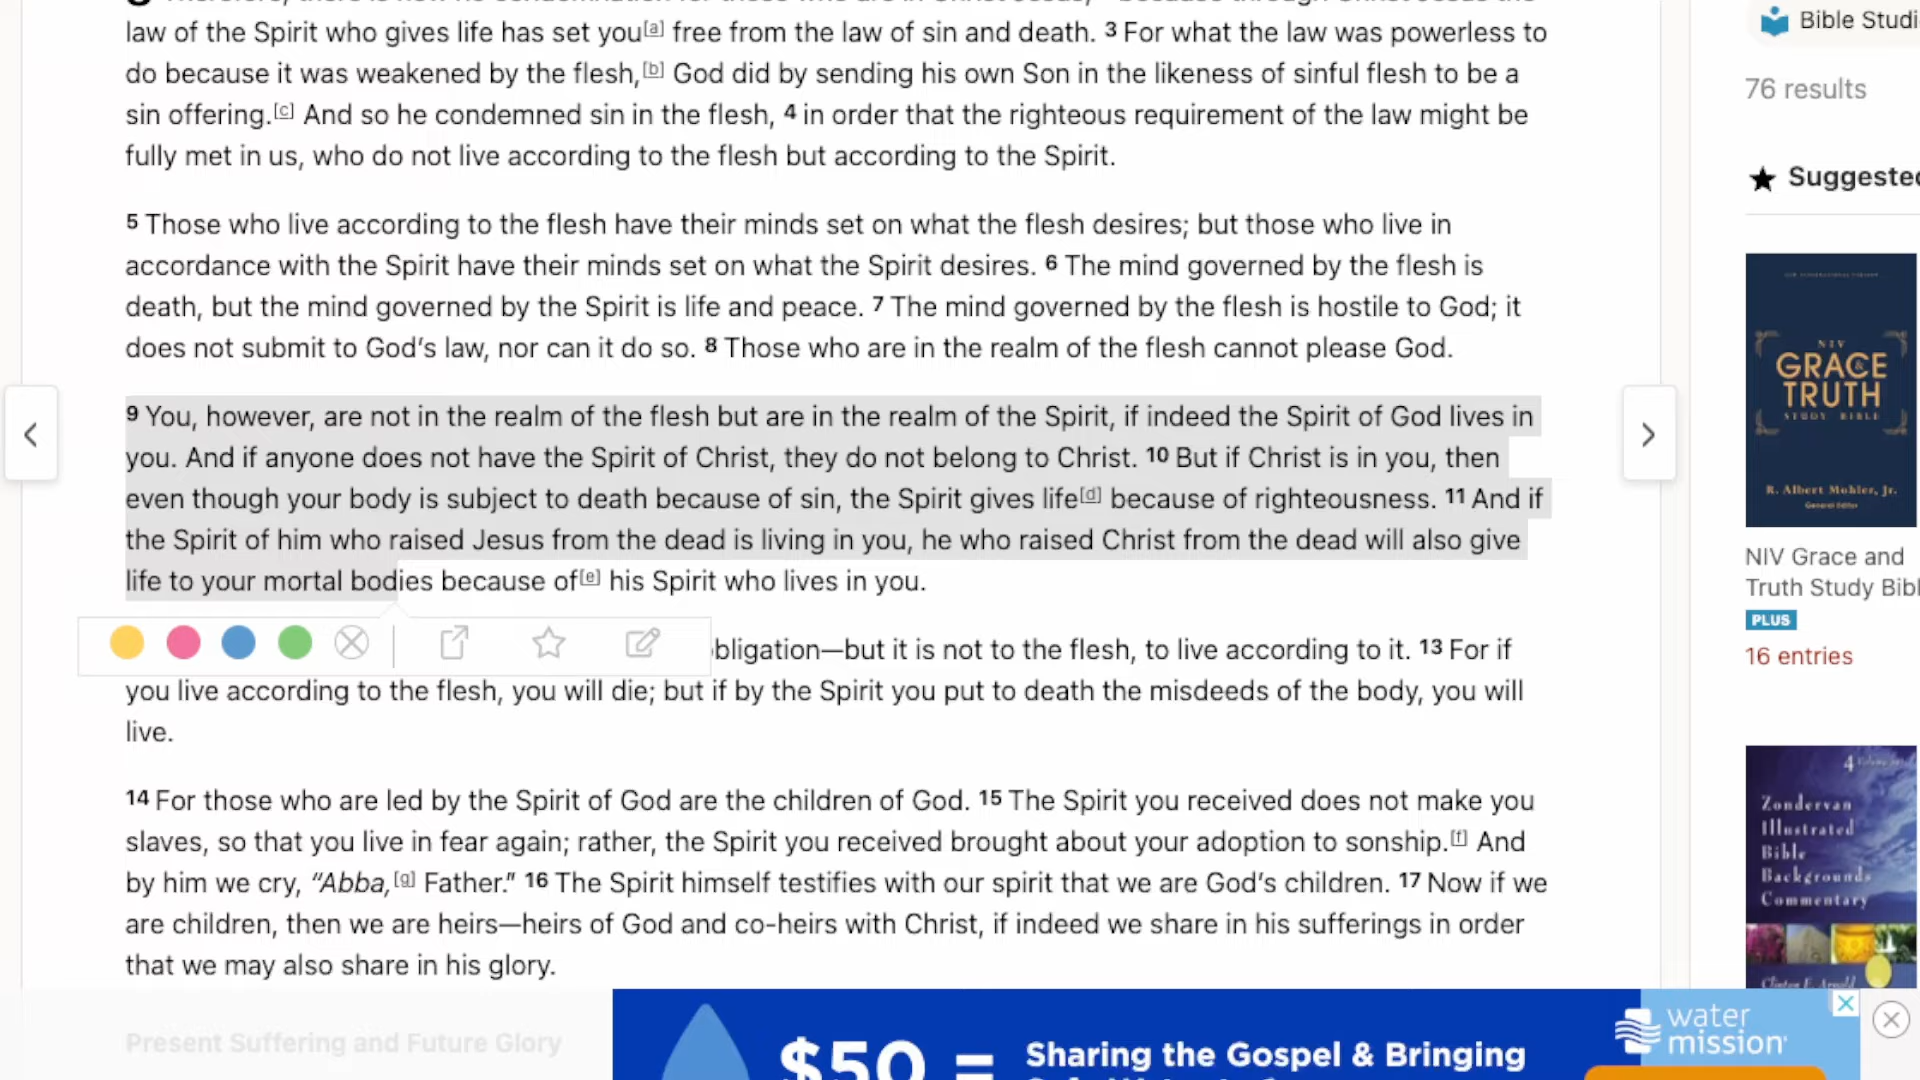 law of the Spirit who gives life has set you[a] free from the law of sin and death. 3 For what the law was powerless to
do because it was weakened by the flesh,[b] God did by sending his own Son in the likeness of sinful flesh to be a
sin offering.[c] And so he condemned sin in the flesh, 4 in order that the righteous requirement of the law might be
fully met in us, who do not live according to the flesh but according to the Spirit.
5 Those who live according to the flesh have their minds set on what the flesh desires; but those who live in
accordance with the Spirit have their minds set on what the Spirit desires. 6 The mind governed by the flesh is
death, but the mind governed by the Spirit is life and peace. 7 The mind governed by the flesh is hostile to God; it
does not submit to God's law, nor can it do so. 8 Those who are in the realm of the flesh cannot please God.
9 You, however, are not in the realm of the flesh but are in the realm of the Spirit, if indeed the Spirit of God lives in
you. And if anyone does not have the Spirit of Christ, they do not belong to Christ. 10 But if Christ is in you, then
even though your body is subject to death because of sin, the Spirit gives life[d] because of righteousness. 11 And if
the Spirit of him who raised Jesus from the dead is living in you, he who raised Christ from the dead will also give
life to your mortal bodies because of[e] his Spirit who lives in you.
bligation—but it is not to the flesh, to live according to it. 13 For if
you live according to the flesh, you will die; but if by the Spirit you put to death the misdeeds of the body, you will
live.
14 For those who are led by the Spirit of God are the children of God. 15 The Spirit you received does not make you
slaves, so that you live in fear again; rather, the Spirit you received brought about your adoption to sonship.[f] And
by him we cry, "Abba,[g] Father." 16 The Spirit himself testifies with our spirit that we are God's children. 17 Now if we
are children, then we are heirs—heirs of God and co-heirs with Christ, if indeed we share in his sufferings in order
that we may also share in his glory.
Present Suffering and Future Glory
Bible Studi
76 results
Suggested
NIV
GRACE
& TRUTH
STUDY BIBLE
R. Albert Mohler, Jr.
General Editor
NIV Grace and
Truth Study Bibl
PLUS
16 entries
4
Zondervan
Illustrated
Bible
Backgrounds
Commentary
Clinton E. Arnold
$50 =
Sharing the Gospel & Bringing
water
mission